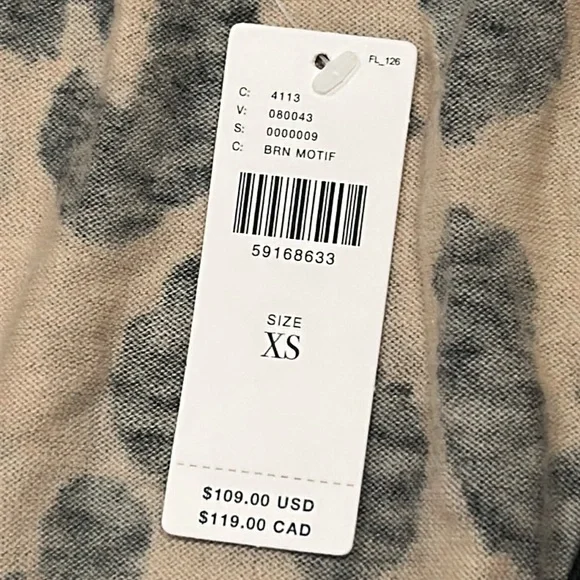 FL_126
C: 4113
V: 080043
S: 0000009
C: BRN MOTIF
59168633
SIZE
XS
$109.00 USD
$119.00 CAD